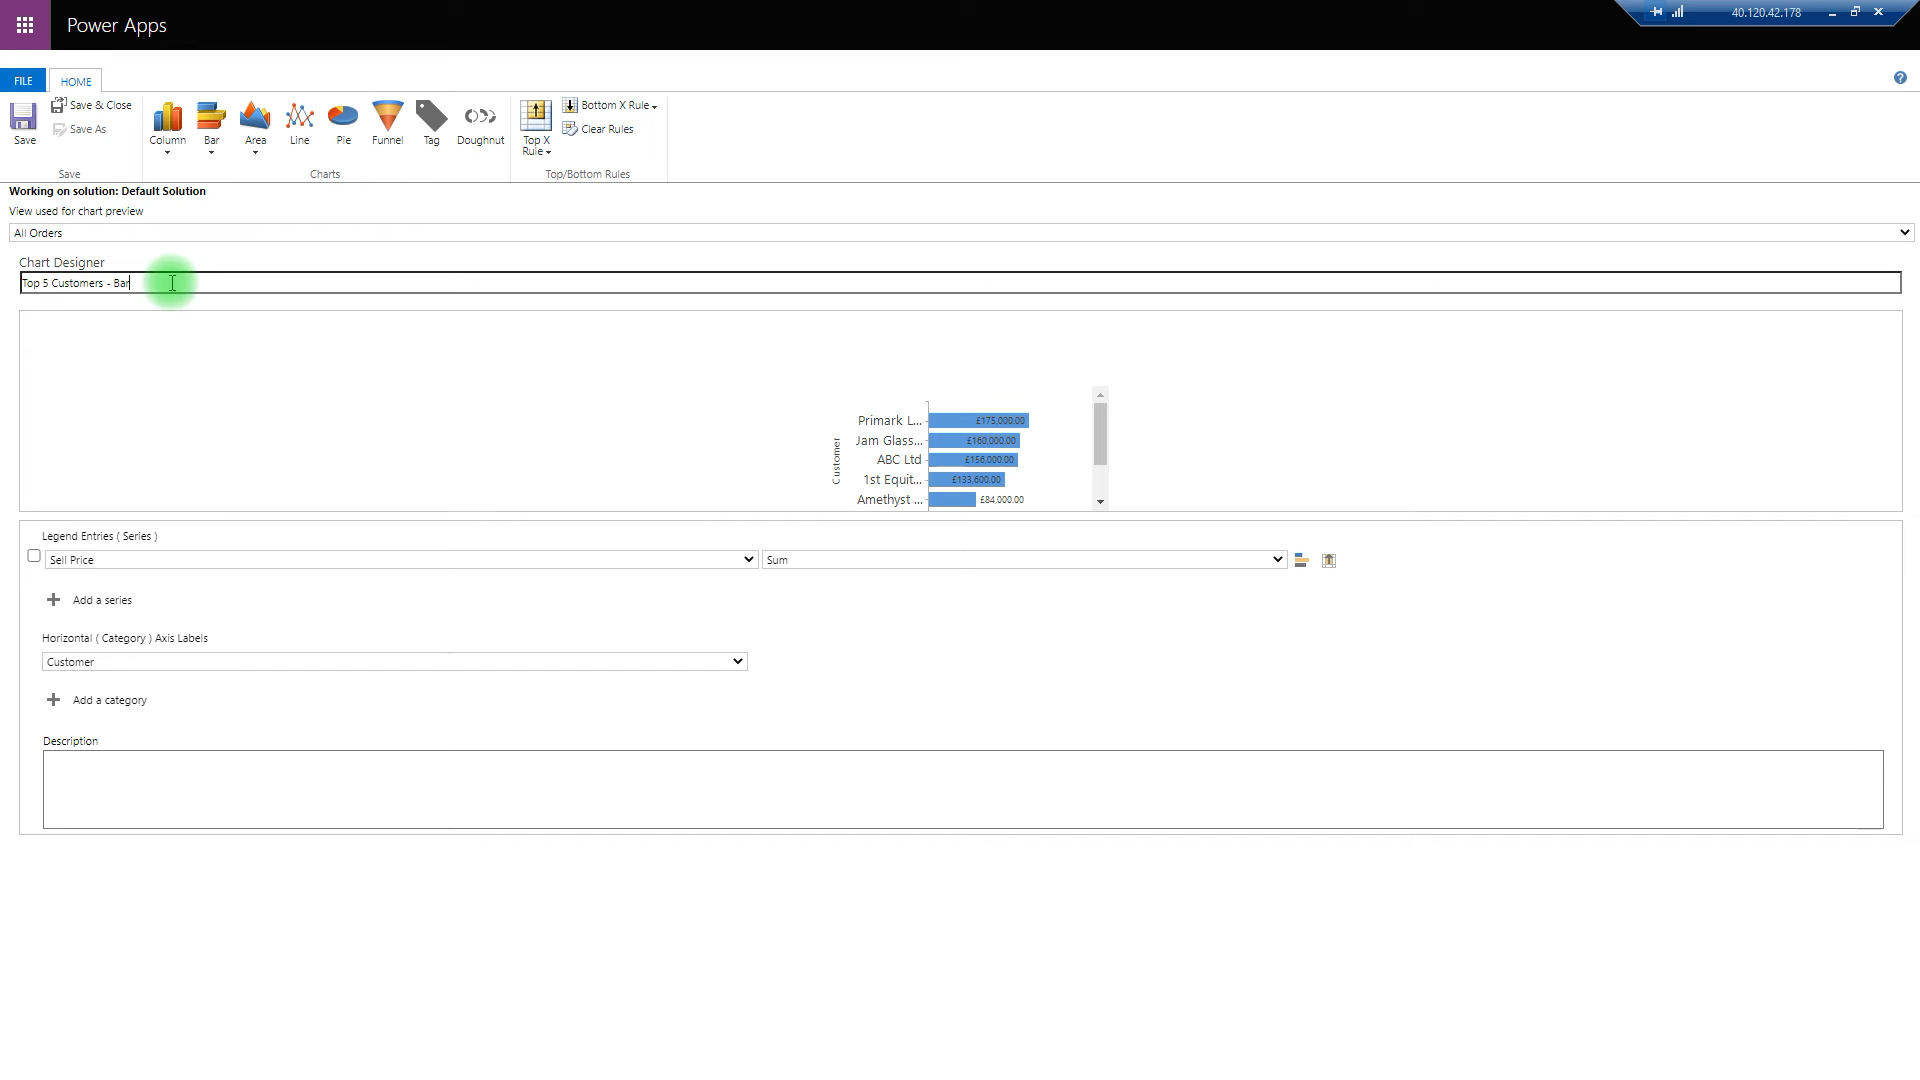 Power Apps
40.120.42.178
FILE
HOME
Save
Save & Close
Save As
Column
Bar
Area
Line
Pie
Funnel
Tag
Doughnut
Top X
Rule
Bottom X Rule
Clear Rules
Save
Charts
Top/Bottom Rules
Working on solution: Default Solution
View used for chart preview
All Orders
Chart Designer
Top 5 Customers - Bar
Customer
Primark L... £175,000.00
Jam Glass... £160,000.00
ABC Ltd £156,000.00
1st Equit... £133,600.00
Amethyst ... £84,000.00
Legend Entries ( Series )
Sell Price
Sum
Add a series
Horizontal ( Category ) Axis Labels
Customer
Add a category
Description